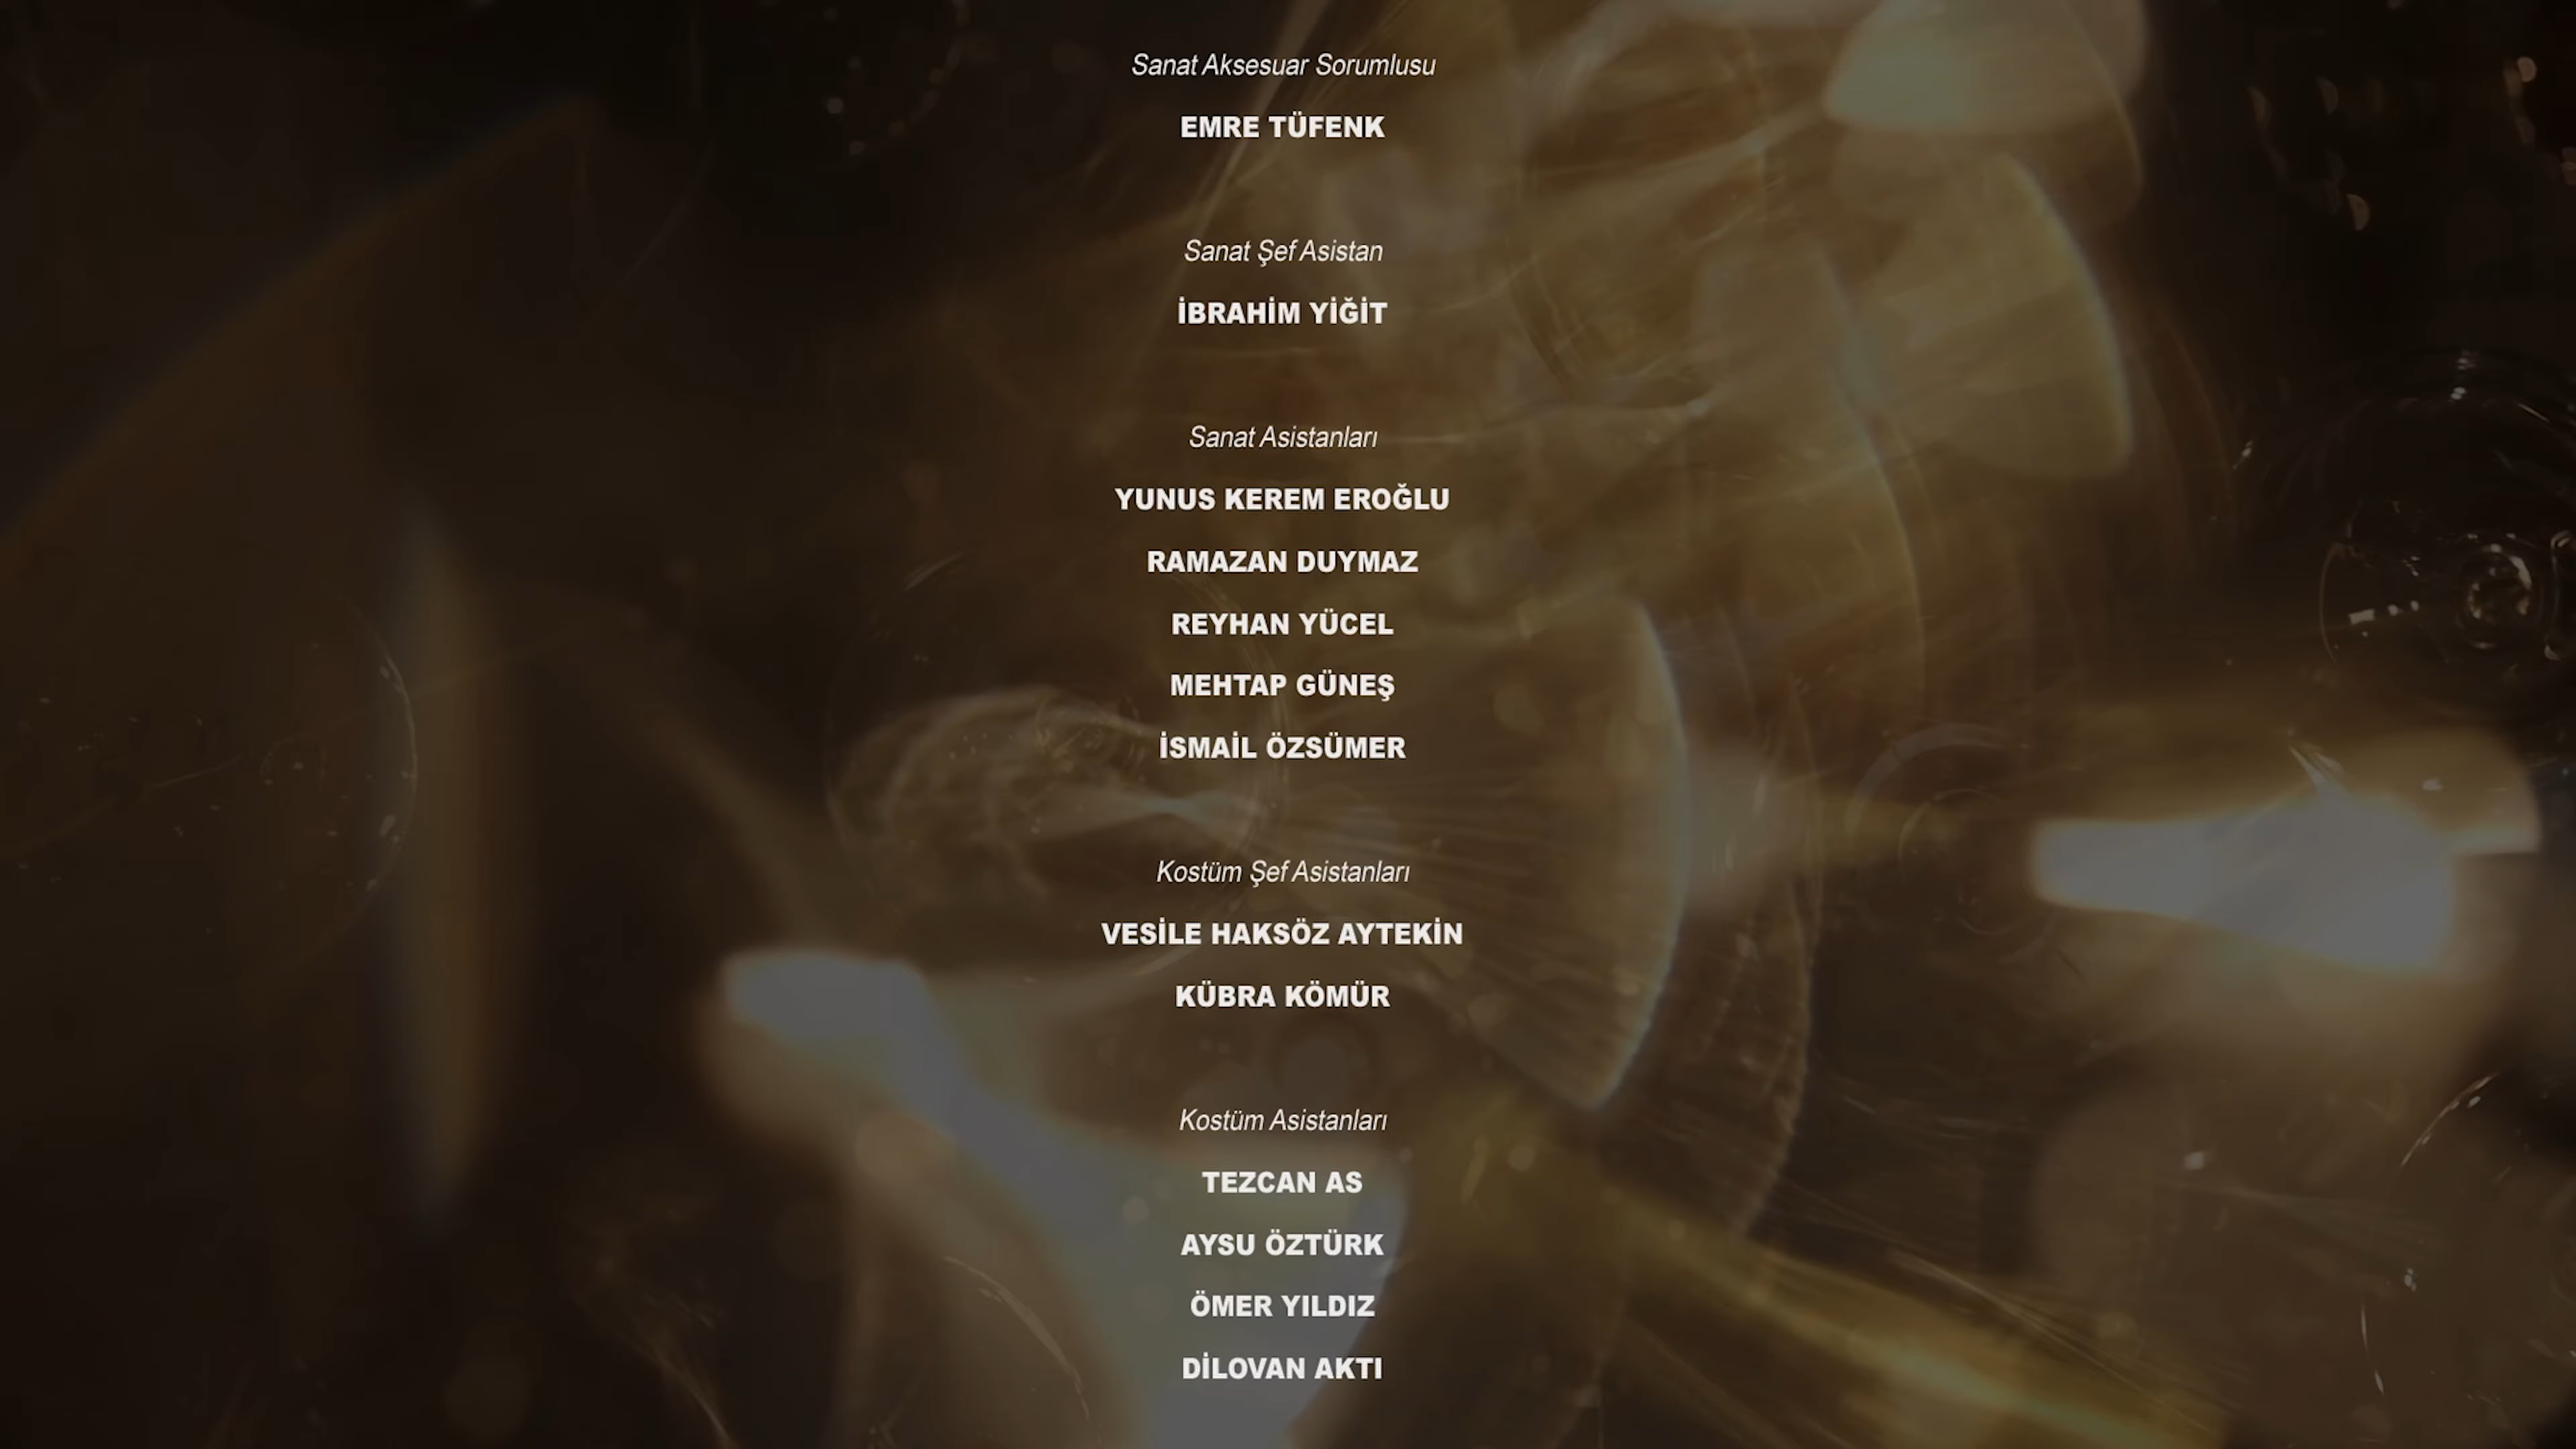 Sanat Aksesuar Sorumlusu
EMRE TÜFENK
Sanat Şef Asistan
İBRAHİM YİĞİT
Sanat Asistanları
YUNUS KEREM EROĞLU
RAMAZAN DUYMAZ
REYHAN YÜCEL
MEHTAP GÜNEŞ
İSMAİL ÖZSÜMER
Kostüm Şef Asistanları
VESİLE HAKSÖZ AYTEKİN
KÜBRA KÖMÜR
Kostüm Asistanları
TEZCAN AS
AYSU ÖZTÜRK
ÖMER YILDIZ
DİLOVAN AKTI